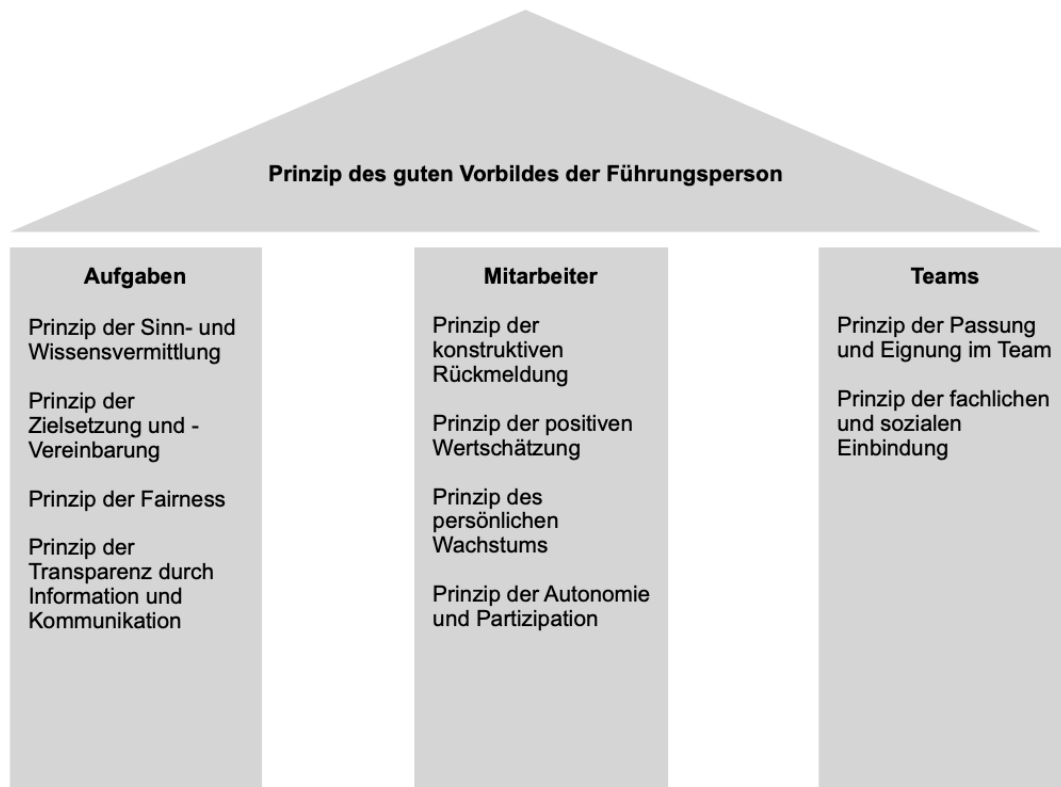 Prinzip des guten Vorbildes der Führungsperson
Aufgaben
Prinzip der Sinn- und
Wissensvermittlung
Prinzip der
Zielsetzung und -
Vereinbarung
Prinzip der Fairness
Prinzip der
Transparenz durch
Information und
Kommunikation
Mitarbeiter
Prinzip der
konstruktiven
Rückmeldung
Prinzip der positiven
Wertschätzung
Prinzip des
persönlichen
Wachstums
Prinzip der Autonomie
und Partizipation
Teams
Prinzip der Passung
und Eignung im Team
Prinzip der fachlichen
und sozialen
Einbindung